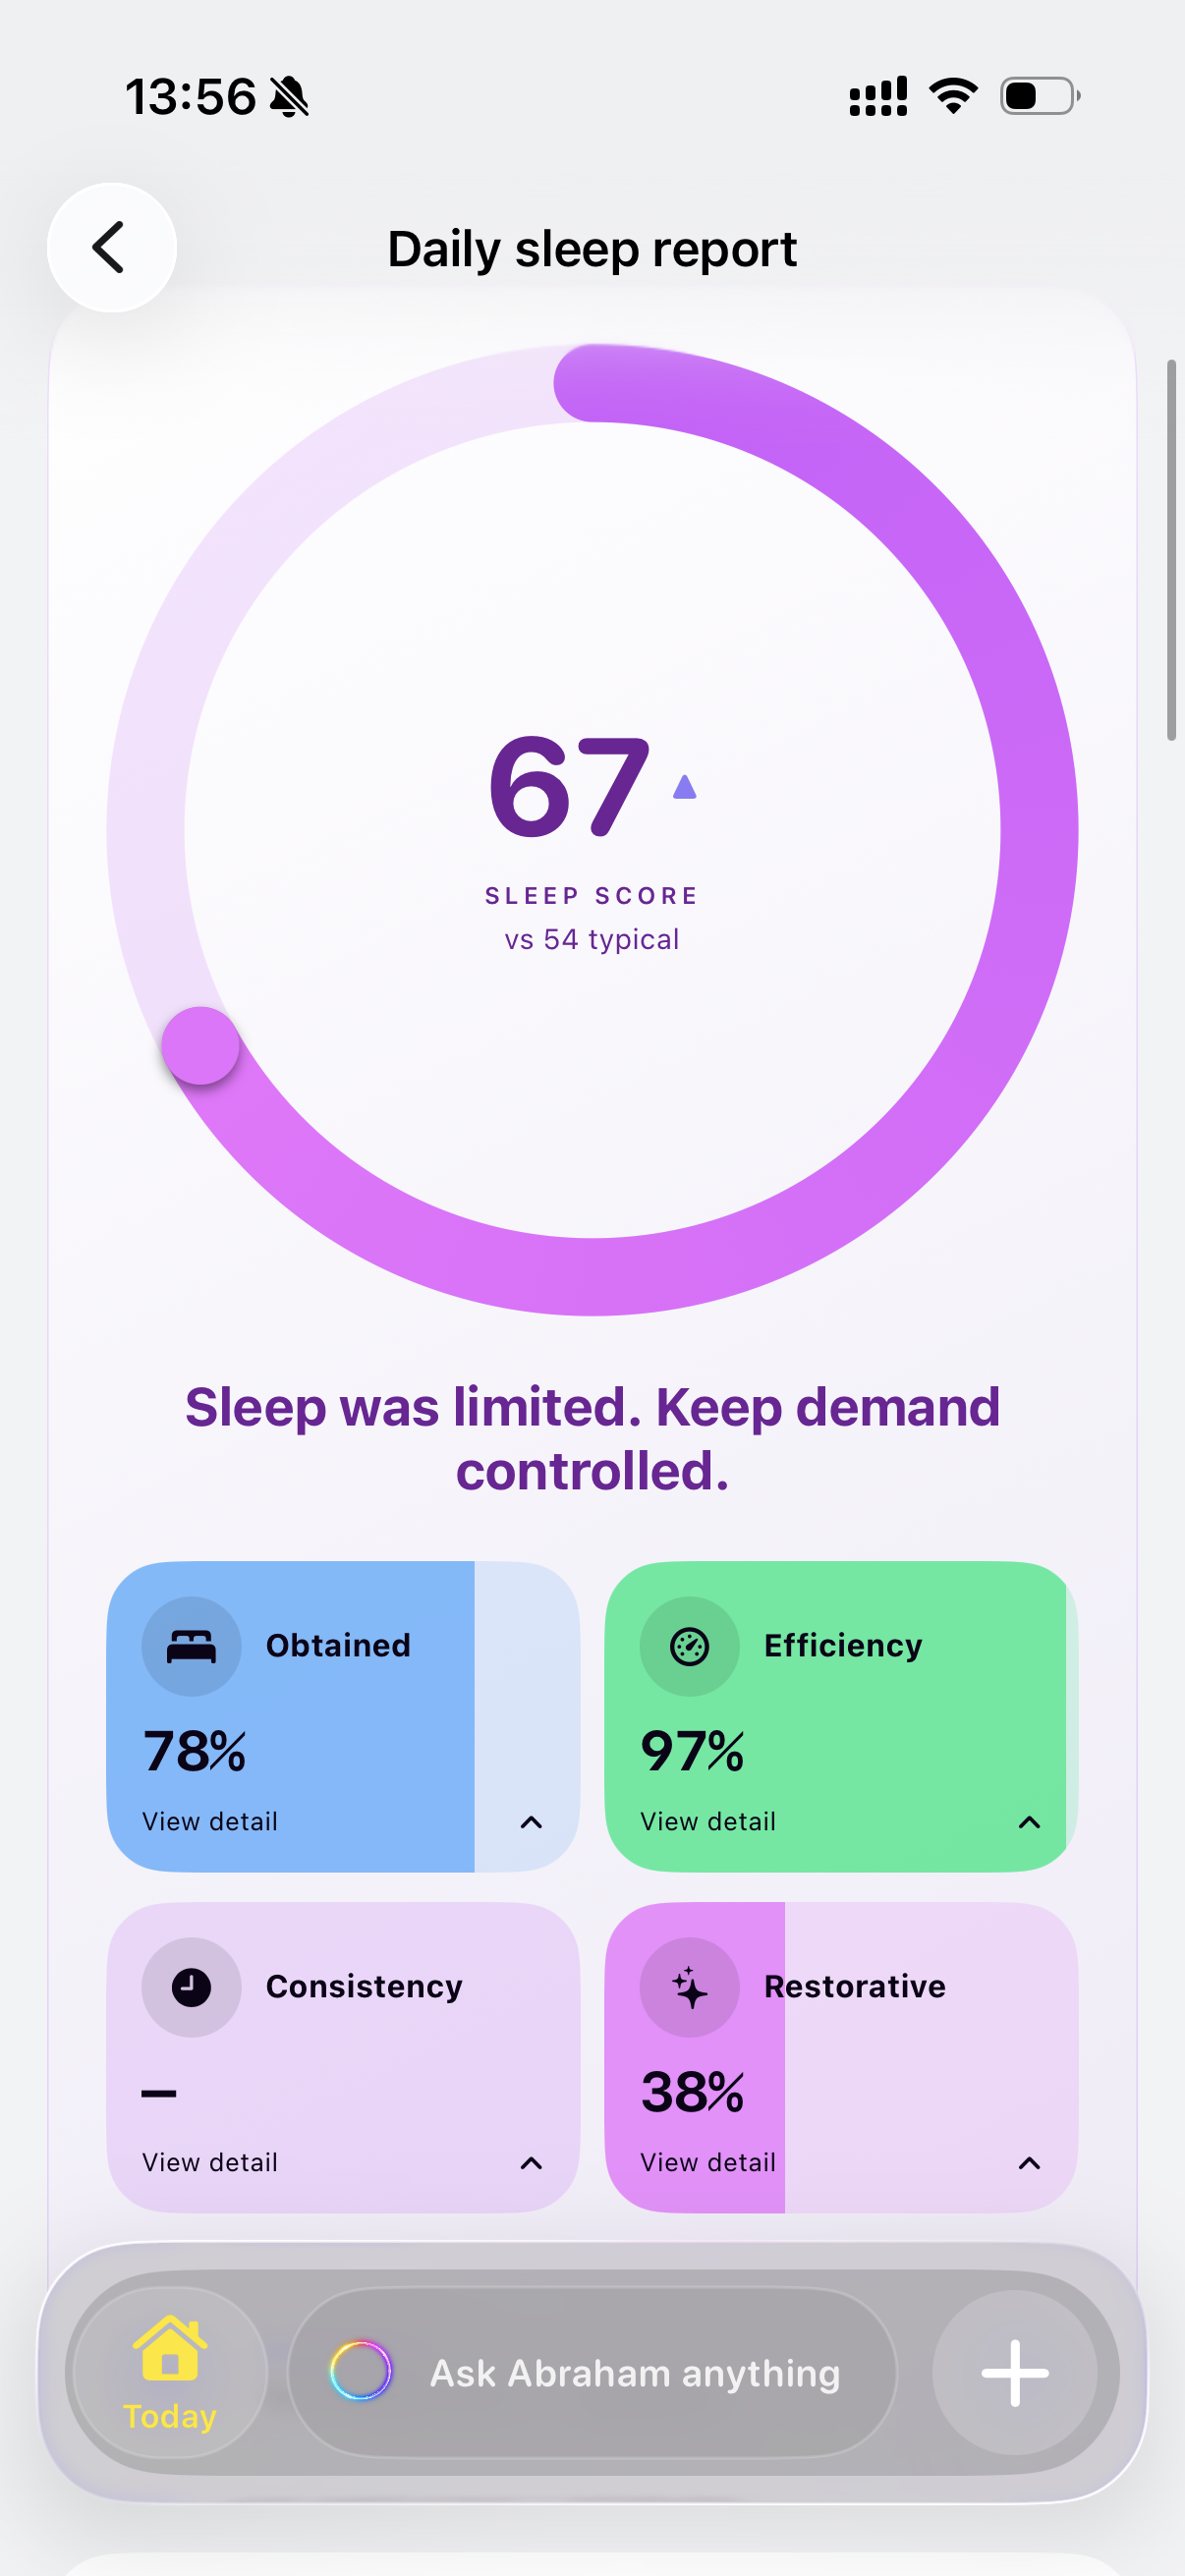 13:56
Daily sleep report
67
SLEEP SCORE
vs 54 typical
Sleep was limited. Keep demand
controlled.
Obtained
78%
View detail
Efficiency
97%
View detail
Consistency
–
View detail
Restorative
38%
View detail
Today
Ask Abraham anything